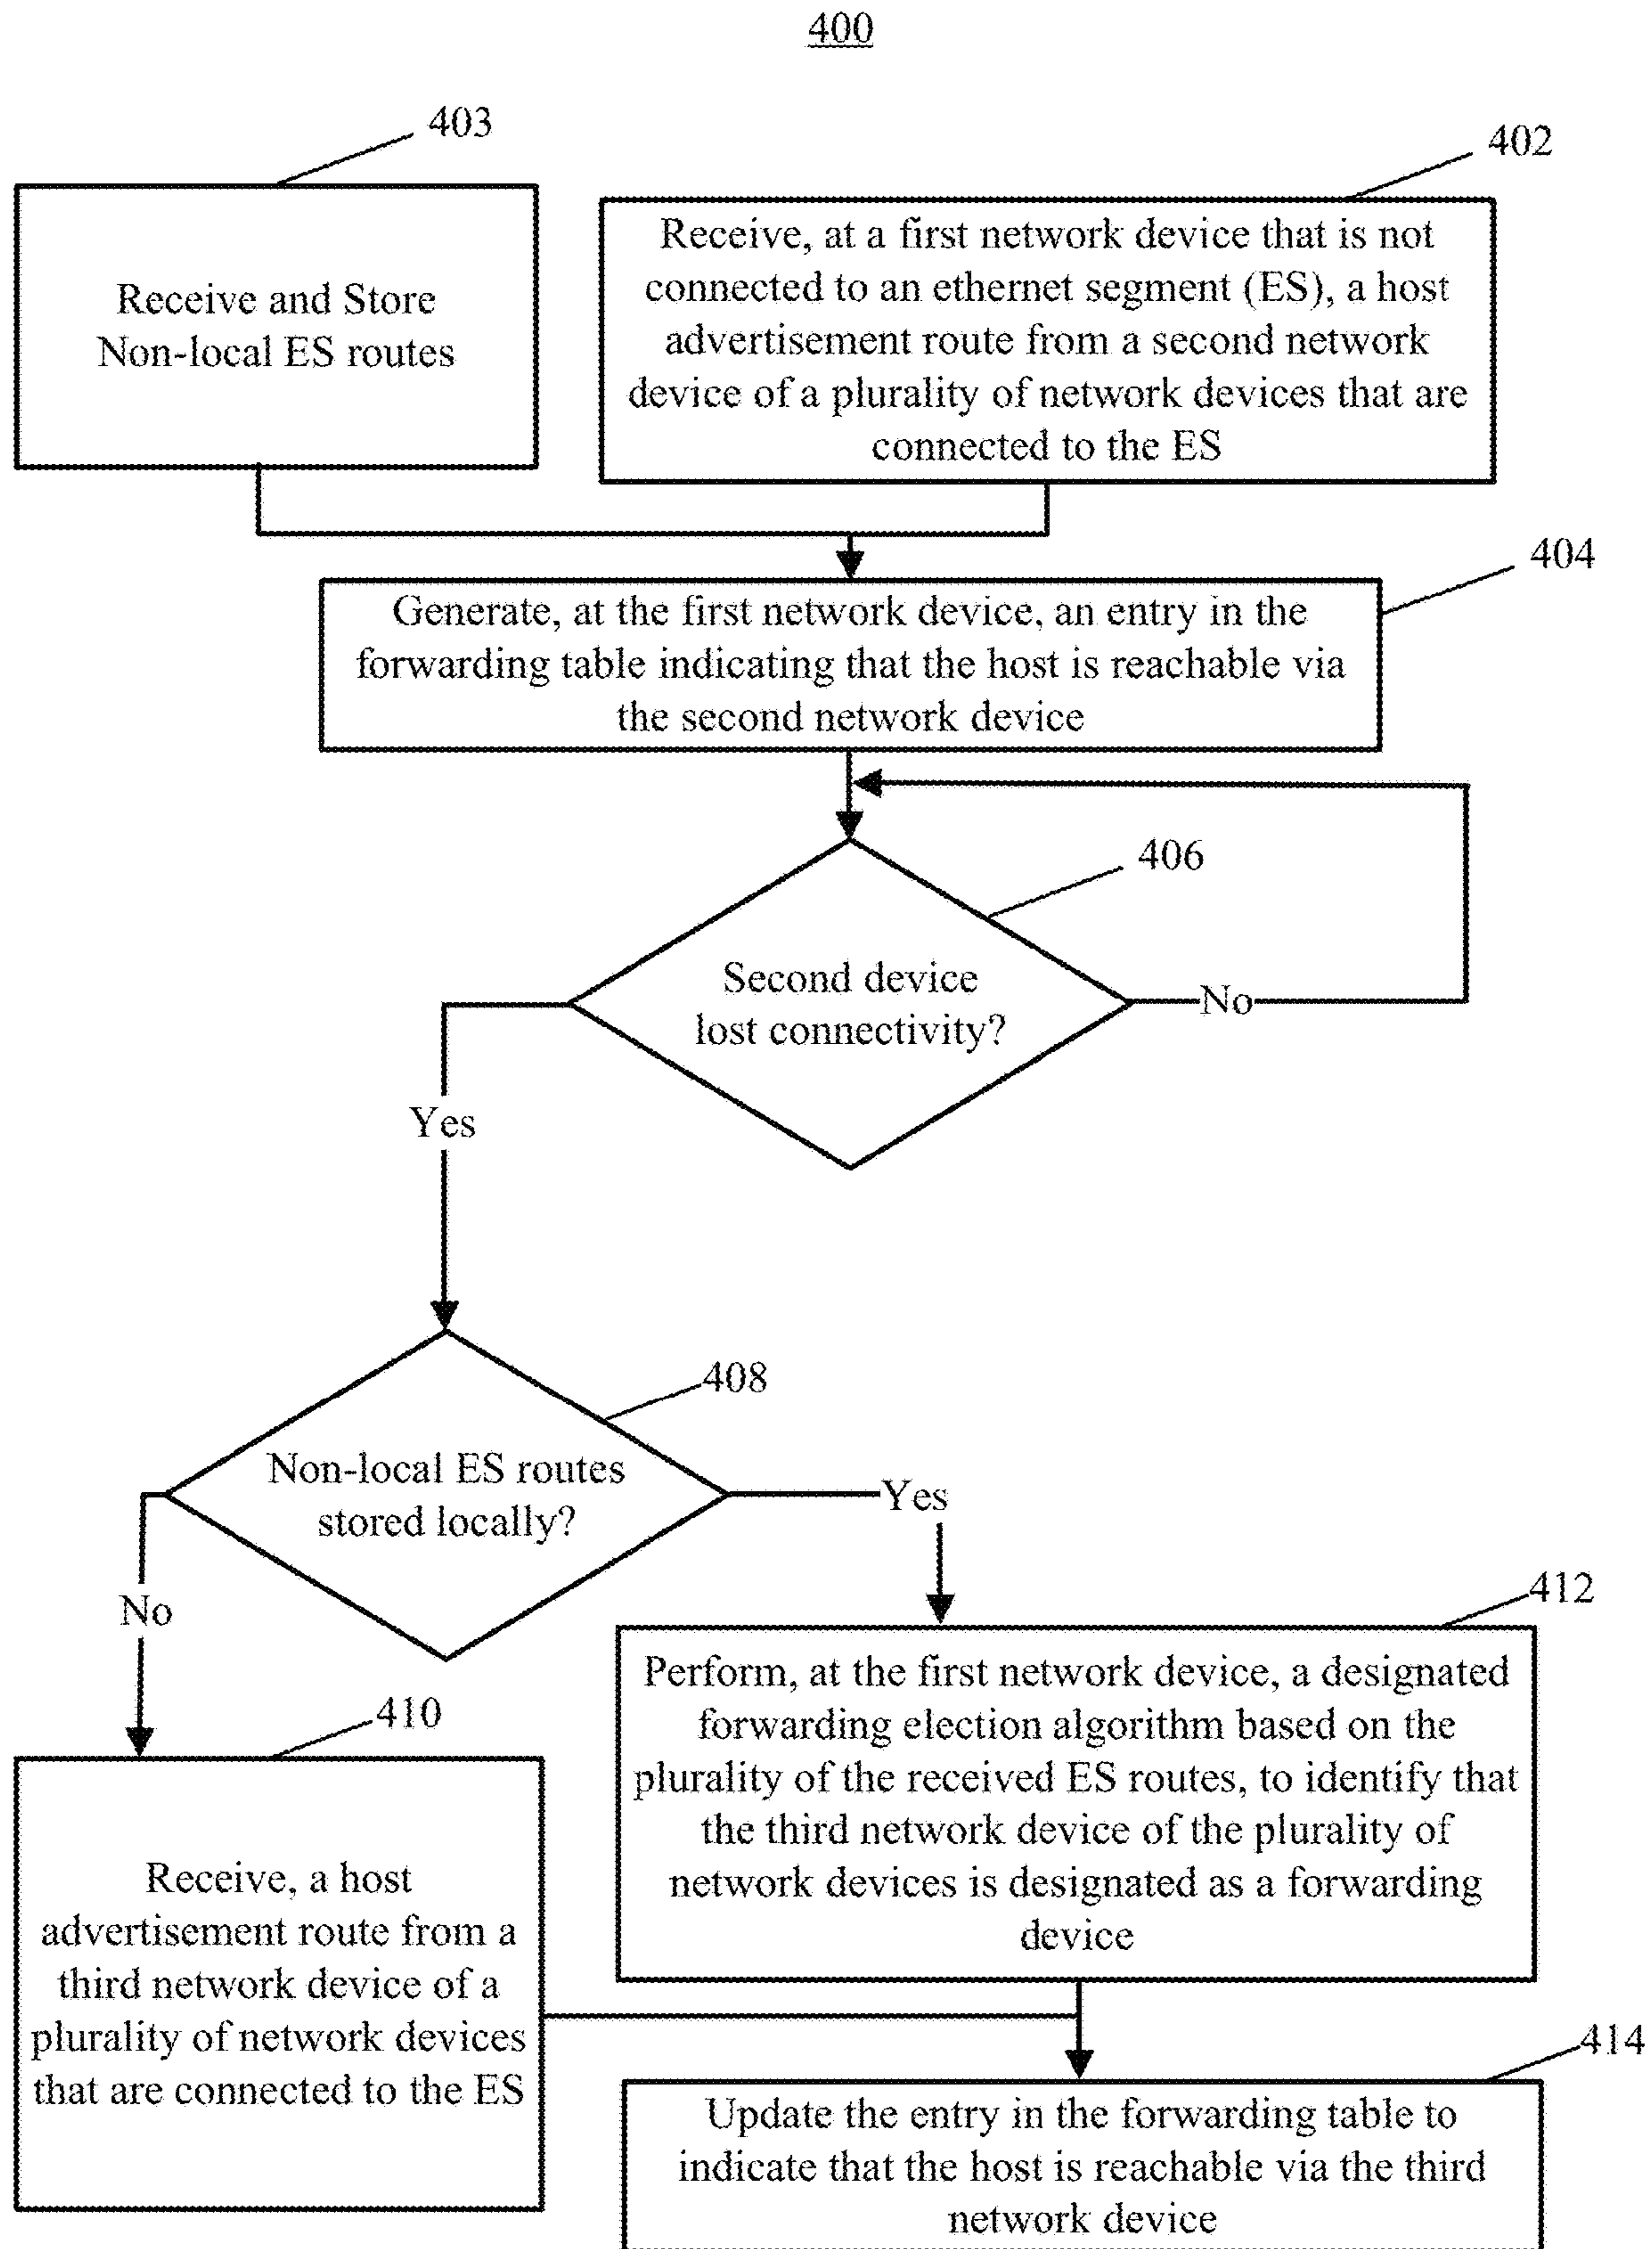 400
403
402
Receive and Store
Non-local ES routes
Receive, at a first network device that is not
connected to an ethernet segment (ES), a host
advertisement route from a second network
device of a plurality of network devices that are
connected to the ES
404
Generate, at the first network device, an entry in the
forwarding table indicating that the host is reachable via
the second network device
406
Second device
lost connectivity?
No
Yes
408
Non-local ES routes
stored locally?
Yes
No
412
Perform, at the first network device, a designated
forwarding election algorithm based on the
plurality of the received ES routes, to identify that
the third network device of the plurality of
network devices is designated as a forwarding
device
410
Receive, a host
advertisement route from a
third network device of a
plurality of network devices
that are connected to the ES
414
Update the entry in the forwarding table to
indicate that the host is reachable via the third
network device